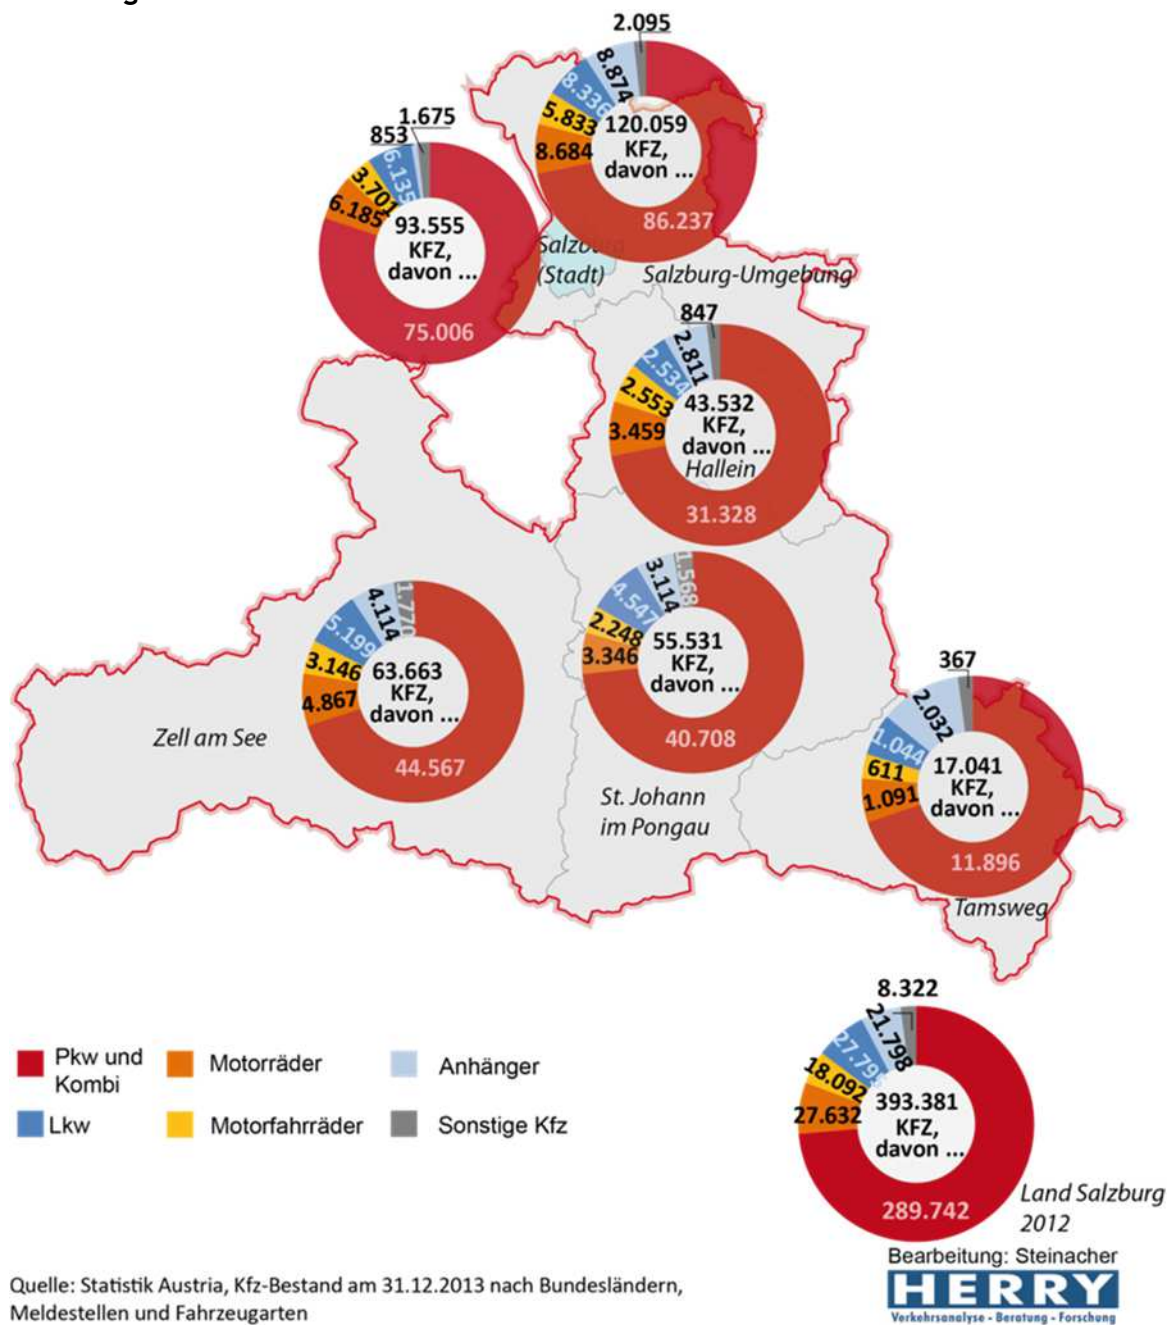 2.095
8.874
8.336
5.833
8.684
120.059
KFZ,
davon ...
86.237
1.675
853
6.135
3.701
6.185
93.555
KFZ,
davon ...
75.006
Salzburg
(Stadt)
Salzburg-Umgebung
847
2.811
2.534
2.553
3.459
43.532
KFZ,
davon ...
Hallein
31.328
1.770
4.114
5.199
3.146
4.867
63.663
KFZ,
davon ...
44.567
Zell am See
1.568
3.114
4.547
2.248
3.346
55.531
KFZ,
davon ...
40.708
St. Johann
im Pongau
367
2.032
1.044
611
1.091
17.041
KFZ,
davon ...
11.896
Tamsweg
8.322
21.798
18.092
27.632
393.381
KFZ,
davon ...
289.742
Land Salzburg
2012
Pkw und
Kombi
Motorräder
Anhänger
Lkw
Motorfahrräder
Sonstige Kfz
Bearbeitung: Steinacher
HERRY
Verkehrsanalyse - Beratung - Forschung
Quelle: Statistik Austria, Kfz-Bestand am 31.12.2013 nach Bundesländern,
Meldestellen und Fahrzeugarten